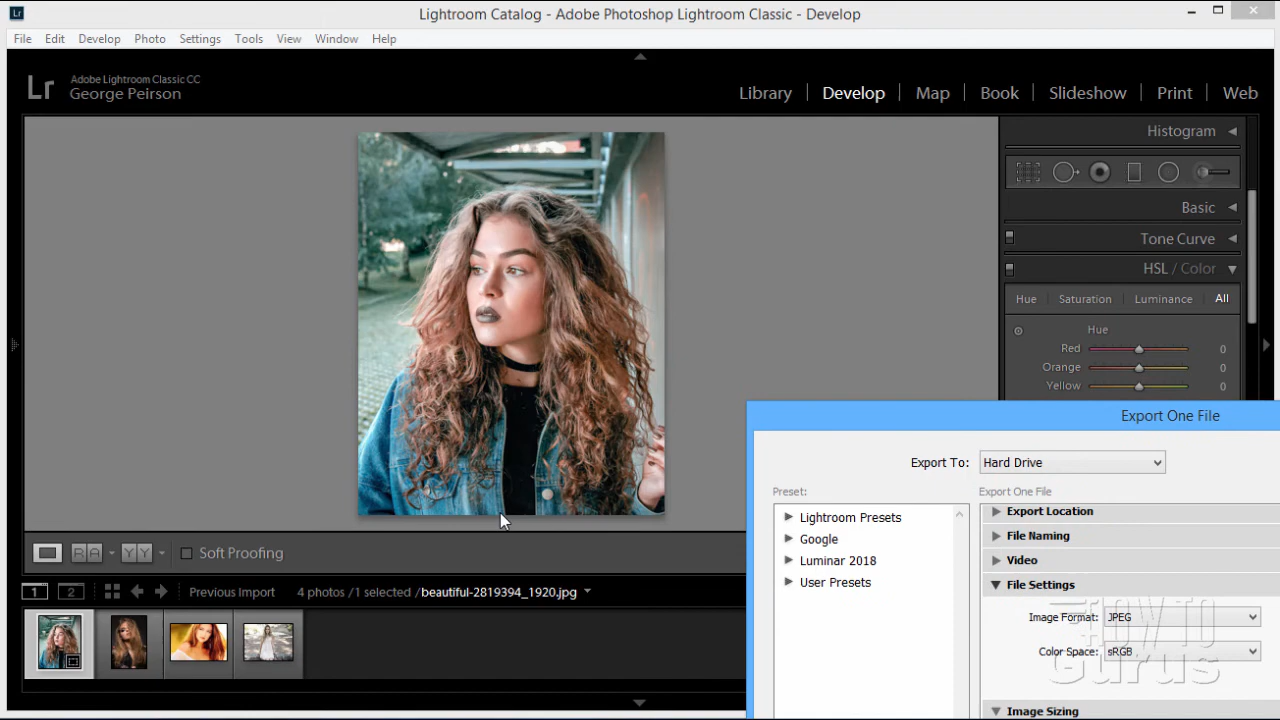 Lr
Lightroom Catalog - Adobe Photoshop Lightroom Classic - Develop
File Edit Develop Photo Settings Tools View Window Help
Lr Adobe Lightroom Classic CC
George Peirson
Library Develop Map Book Slideshow Print Web
Histogram
Basic
Tone Curve
HSL / Color
Hue Saturation Luminance All
Hue
Red 0
Orange 0
Yellow 0
Export One File
Export To: Hard Drive
Preset:
Lightroom Presets
Google
Luminar 2018
User Presets
Export One File
Export Location
File Naming
Video
File Settings
Image Format: JPEG
Color Space: sRGB
Image Sizing
HOW TO
Gurus
R A Y Y Soft Proofing
1 2 Previous Import 4 photos / 1 selected / beautiful-2819394_1920.jpg